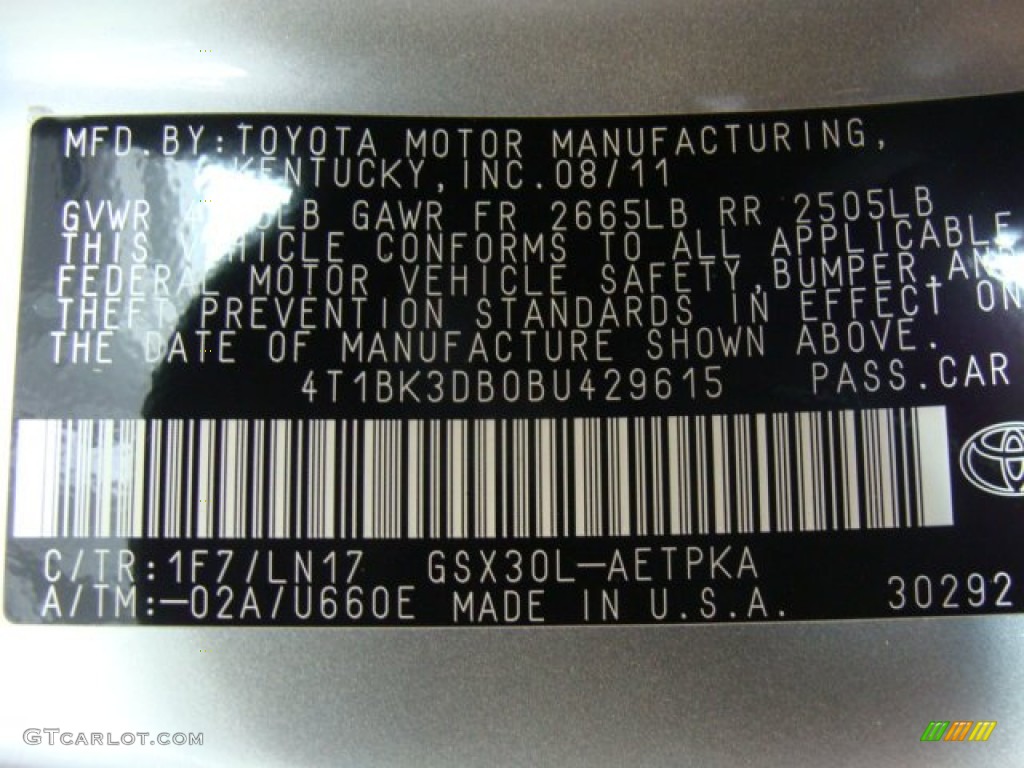 MFD.BY:TOYOTA MOTOR MANUFACTURING,
KENTUCKY,INC.08/11
GVWR GAWR FR 2665LB RR 2505LB
THIS VEHICLE CONFORMS TO ALL APPLICABLE
FEDERAL MOTOR VEHICLE SAFETY,BUMPER,AND
THEFT PREVENTION STANDARDS IN EFFECT ON
THE DATE OF MANUFACTURE SHOWN ABOVE.
4T1BK3DB0BU429615 PASS.CAR
C/TR:1F7/LN17 GSX30L-AETPKA
A/TM:-02A/U660E MADE IN U.S.A. 30292
GTCARLOT.COM